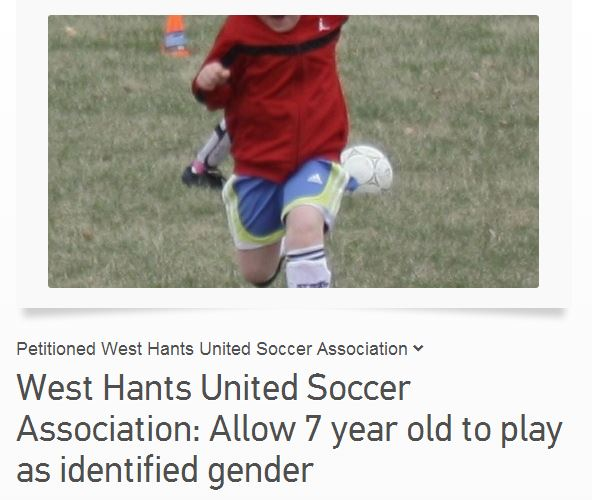 Petitioned West Hants United Soccer Association
West Hants United Soccer
Association: Allow 7 year old to play
as identified gender